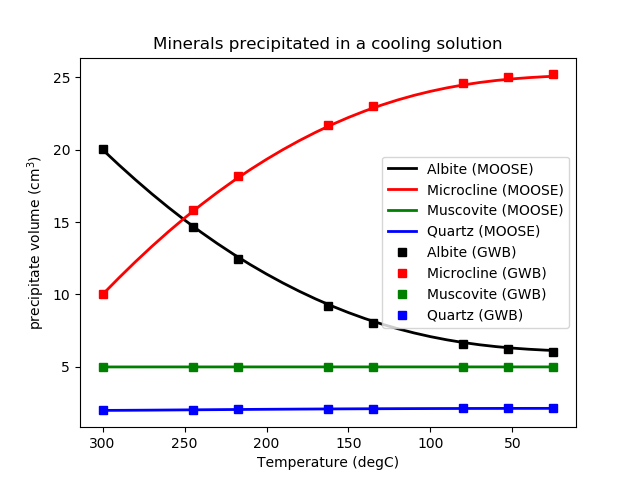 Minerals precipitated in a cooling solution
25
20
15
10
5
precipitate volume (cm³)
Albite (MOOSE)
Microcline (MOOSE)
Muscovite (MOOSE)
Quartz (MOOSE)
Albite (GWB)
Microcline (GWB)
Muscovite (GWB)
Quartz (GWB)
300 250 200 150 100 50
Temperature (degC)